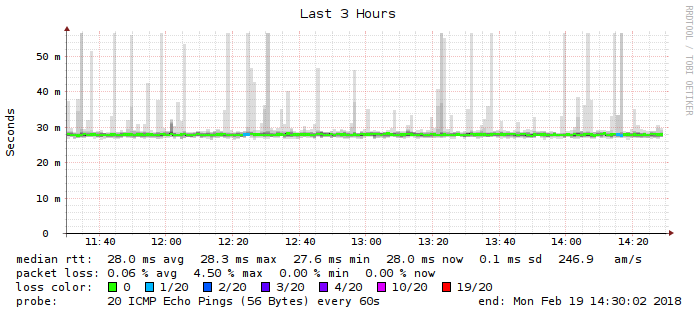 Last 3 Hours
RRDTOOL / TOBI OETIKER
Seconds
50 m
40 m
30 m
20 m
10 m
0
11:40 12:00 12:20 12:40 13:00 13:20 13:40 14:00 14:20
median rtt: 28.0 ms avg 28.3 ms max 27.6 ms min 28.0 ms now 0.1 ms sd 246.9 am/s
packet loss: 0.06 % avg 4.50 % max 0.00 % min 0.00 % now
loss color: 0 1/20 2/20 3/20 4/20 10/20 19/20
probe: 20 ICMP Echo Pings (56 Bytes) every 60s end: Mon Feb 19 14:30:02 2018